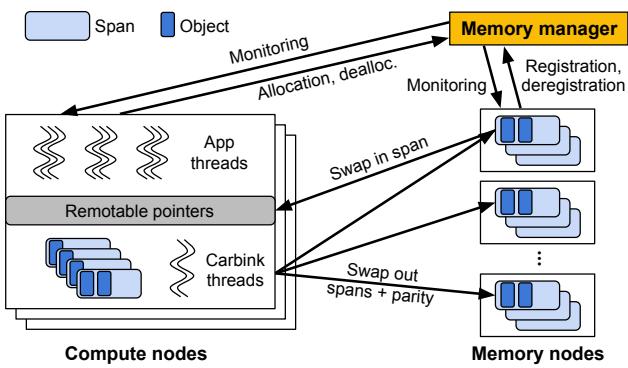 Span
Object
Memory manager
Monitoring
Allocation, dealloc.
Monitoring
Registration,
deregistration
App
threads
Swap in span
Remotable pointers
Carbink
threads
Swap out
spans + parity
...
Compute nodes
Memory nodes